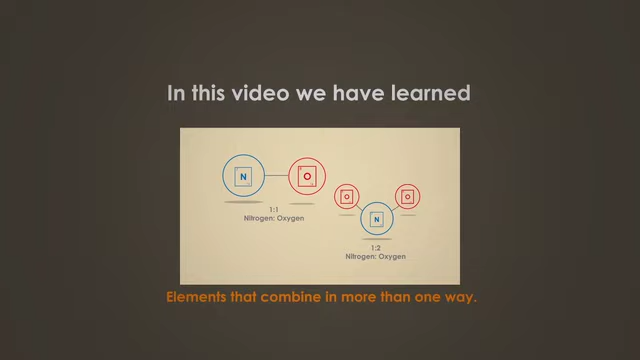 In this video we have learned
N
O
1:1
Nitrogen: Oxygen
O
O
N
1:2
Nitrogen: Oxygen
Elements that combine in more than one way.